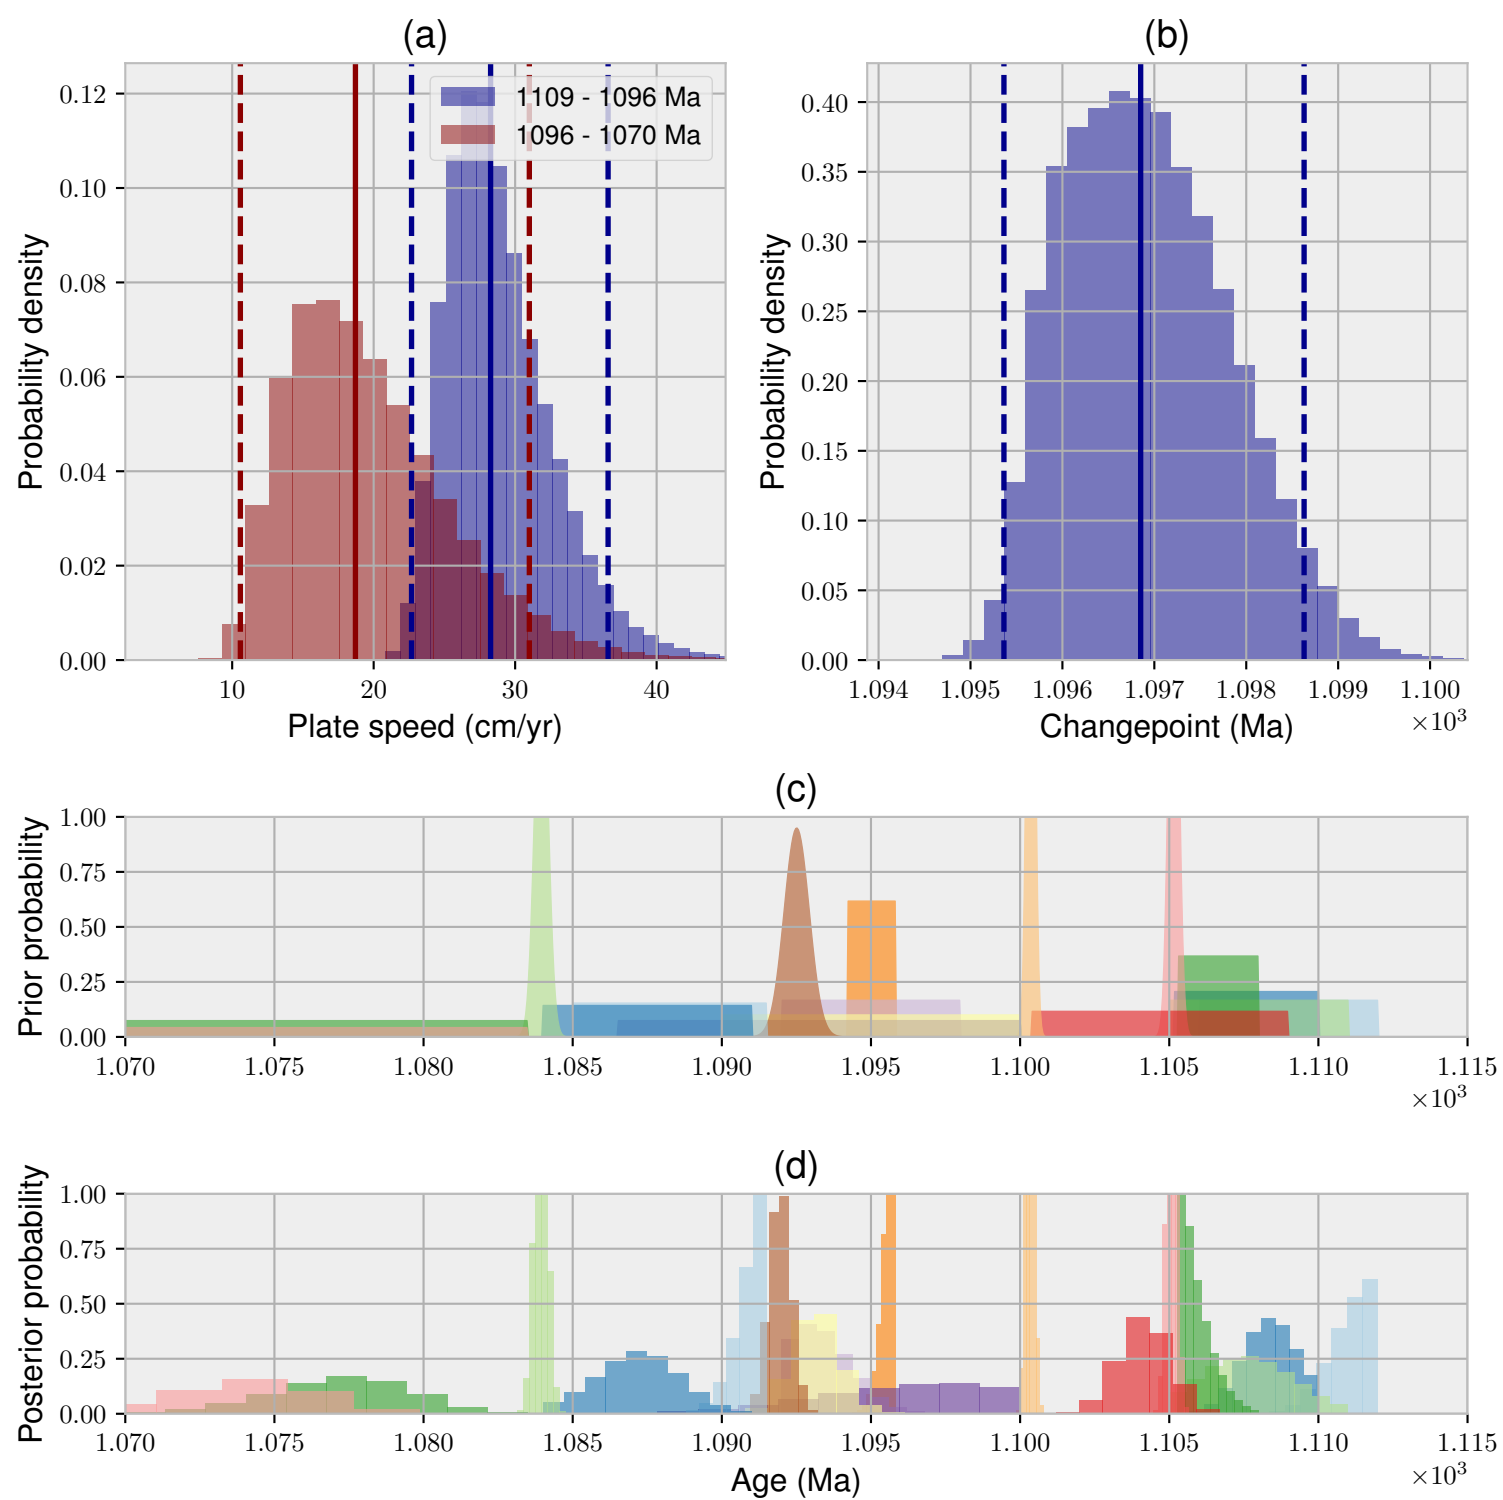 (a)
0.12
0.10
0.08
0.06
0.04
0.02
0.00
Probability density
1109 - 1096 Ma
1096 - 1070 Ma
10 20 30 40
Plate speed (cm/yr)
(b)
0.40
0.35
0.30
0.25
0.20
0.15
0.10
0.05
0.00
Probability density
1.094 1.095 1.096 1.097 1.098 1.099 1.100
×10³
Changepoint (Ma)
(c)
1.00
0.75
0.50
0.25
0.00
Prior probability
1.070 1.075 1.080 1.085 1.090 1.095 1.100 1.105 1.110 1.115
×10³
(d)
1.00
0.75
0.50
0.25
0.00
Posterior probability
1.070 1.075 1.080 1.085 1.090 1.095 1.100 1.105 1.110 1.115
×10³
Age (Ma)